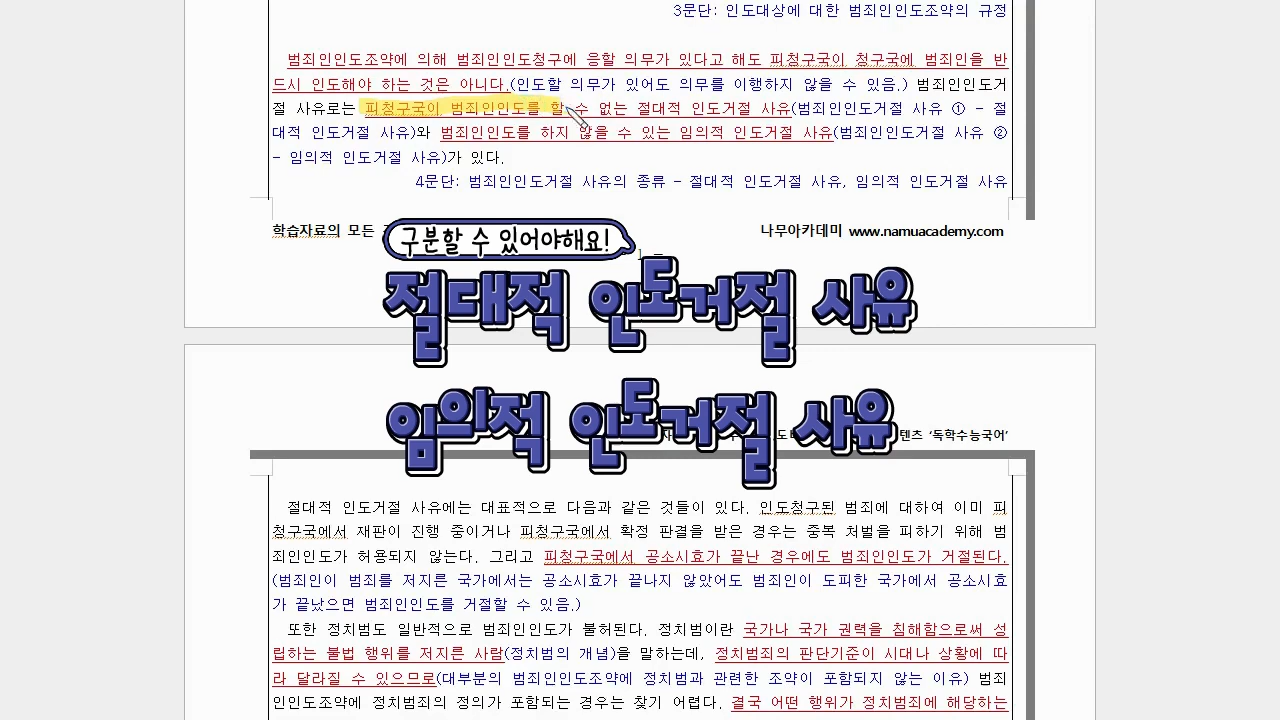 3문단: 인도대상에 대한 범죄인인도조약의 규정
범죄인인도조약에 의해 범죄인인도청구에 응할 의무가 있다고 해도 피청구국이 청구국에 범죄인을 반
드시 인도해야 하는 것은 아니다.(인도할 의무가 있어도 의무를 이행하지 않을 수 있음.) 범죄인인도거
절 사유로는 피청구국이 범죄인인도를 할 수 없는 절대적 인도거절 사유(범죄인인도거절 사유 ① - 절
대적 인도거절 사유)와 범죄인인도를 하지 않을 수 있는 임의적 인도거절 사유(범죄인인도거절 사유 ②
- 임의적 인도거절 사유)가 있다.
4문단: 범죄인인도거절 사유의 종류 - 절대적 인도거절 사유, 임의적 인도거절 사유
학습자료의 모든
나무아카데미 www.namuacademy.com
구분할 수 있어야해요!
절대적 인도거절 사유
임의적 인도거절 사유
텐츠 ‘독학수능국어’
절대적 인도거절 사유에는 대표적으로 다음과 같은 것들이 있다. 인도청구된 범죄에 대하여 이미 피
청구국에서 재판이 진행 중이거나 피청구국에서 확정 판결을 받은 경우는 중복 처벌을 피하기 위해 범
죄인인도가 허용되지 않는다. 그리고 피청구국에서 공소시효가 끝난 경우에도 범죄인인도가 거절된다.
(범죄인이 범죄를 저지른 국가에서는 공소시효가 끝나지 않았어도 범죄인이 도피한 국가에서 공소시효
가 끝났으면 범죄인인도를 거절할 수 있음.)
또한 정치범도 일반적으로 범죄인인도가 불허된다. 정치범이란 국가나 국가 권력을 침해함으로써 성
립하는 불법 행위를 저지른 사람(정치범의 개념)을 말하는데, 정치범죄의 판단기준이 시대나 상황에 따
라 달라질 수 있으므로(대부분의 범죄인인도조약에 정치범과 관련한 조약이 포함되지 않는 이유) 범죄
인인도조약에 정치범죄의 정의가 포함되는 경우는 찾기 어렵다. 결국 어떤 행위가 정치범죄에 해당하는